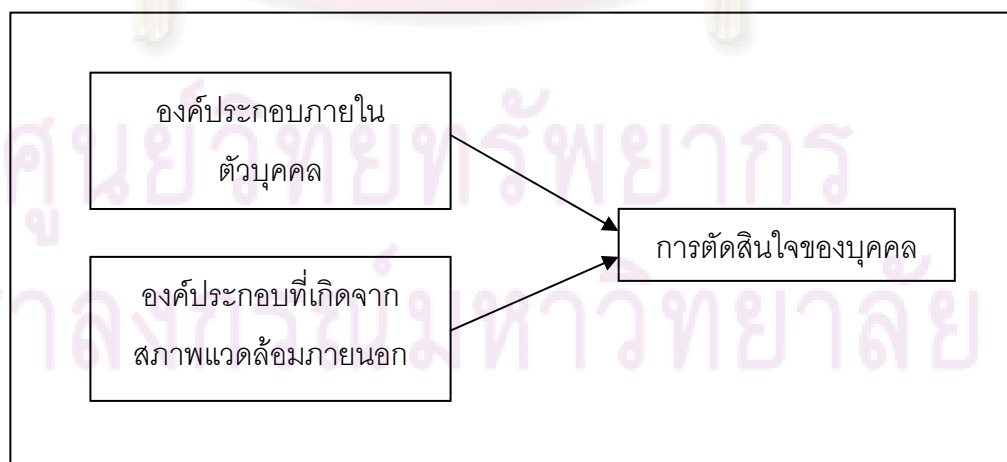 องค์ประกอบภายใน
ตัวบุคคล
การตัดสินใจของบุคคล
องค์ประกอบที่เกิดจาก
สภาพแวดล้อมภายนอก
ศูนย์วิทยทรัพยากร
าลงกรณ์มหาวิทยาลัย